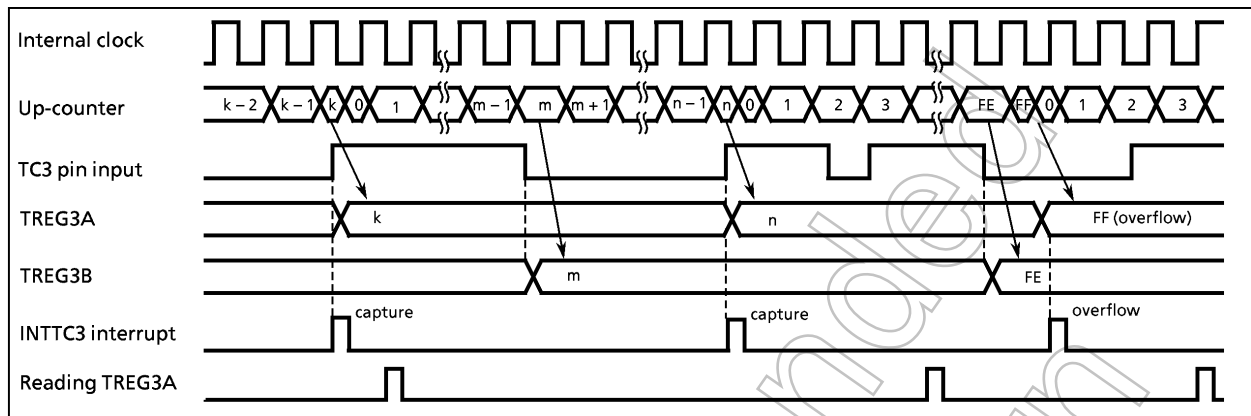 Internal clock
Up-counter k – 2 k – 1 k 0 1 m – 1 m m + 1 n – 1 n 0 1 2 3 FE FF 0 1 2 3
TC3 pin input
TREG3A k n FF (overflow)
TREG3B m FE
INTTC3 interrupt capture capture overflow
Reading TREG3A